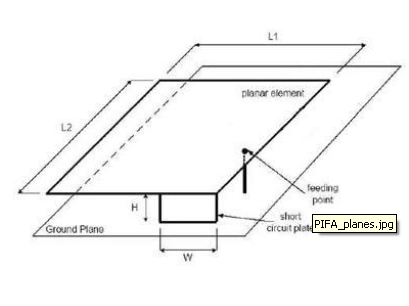 L1
L2
planar element
feeding
point
H
short
circuit plate
PIFA_planes.jpg
Ground Plane
W